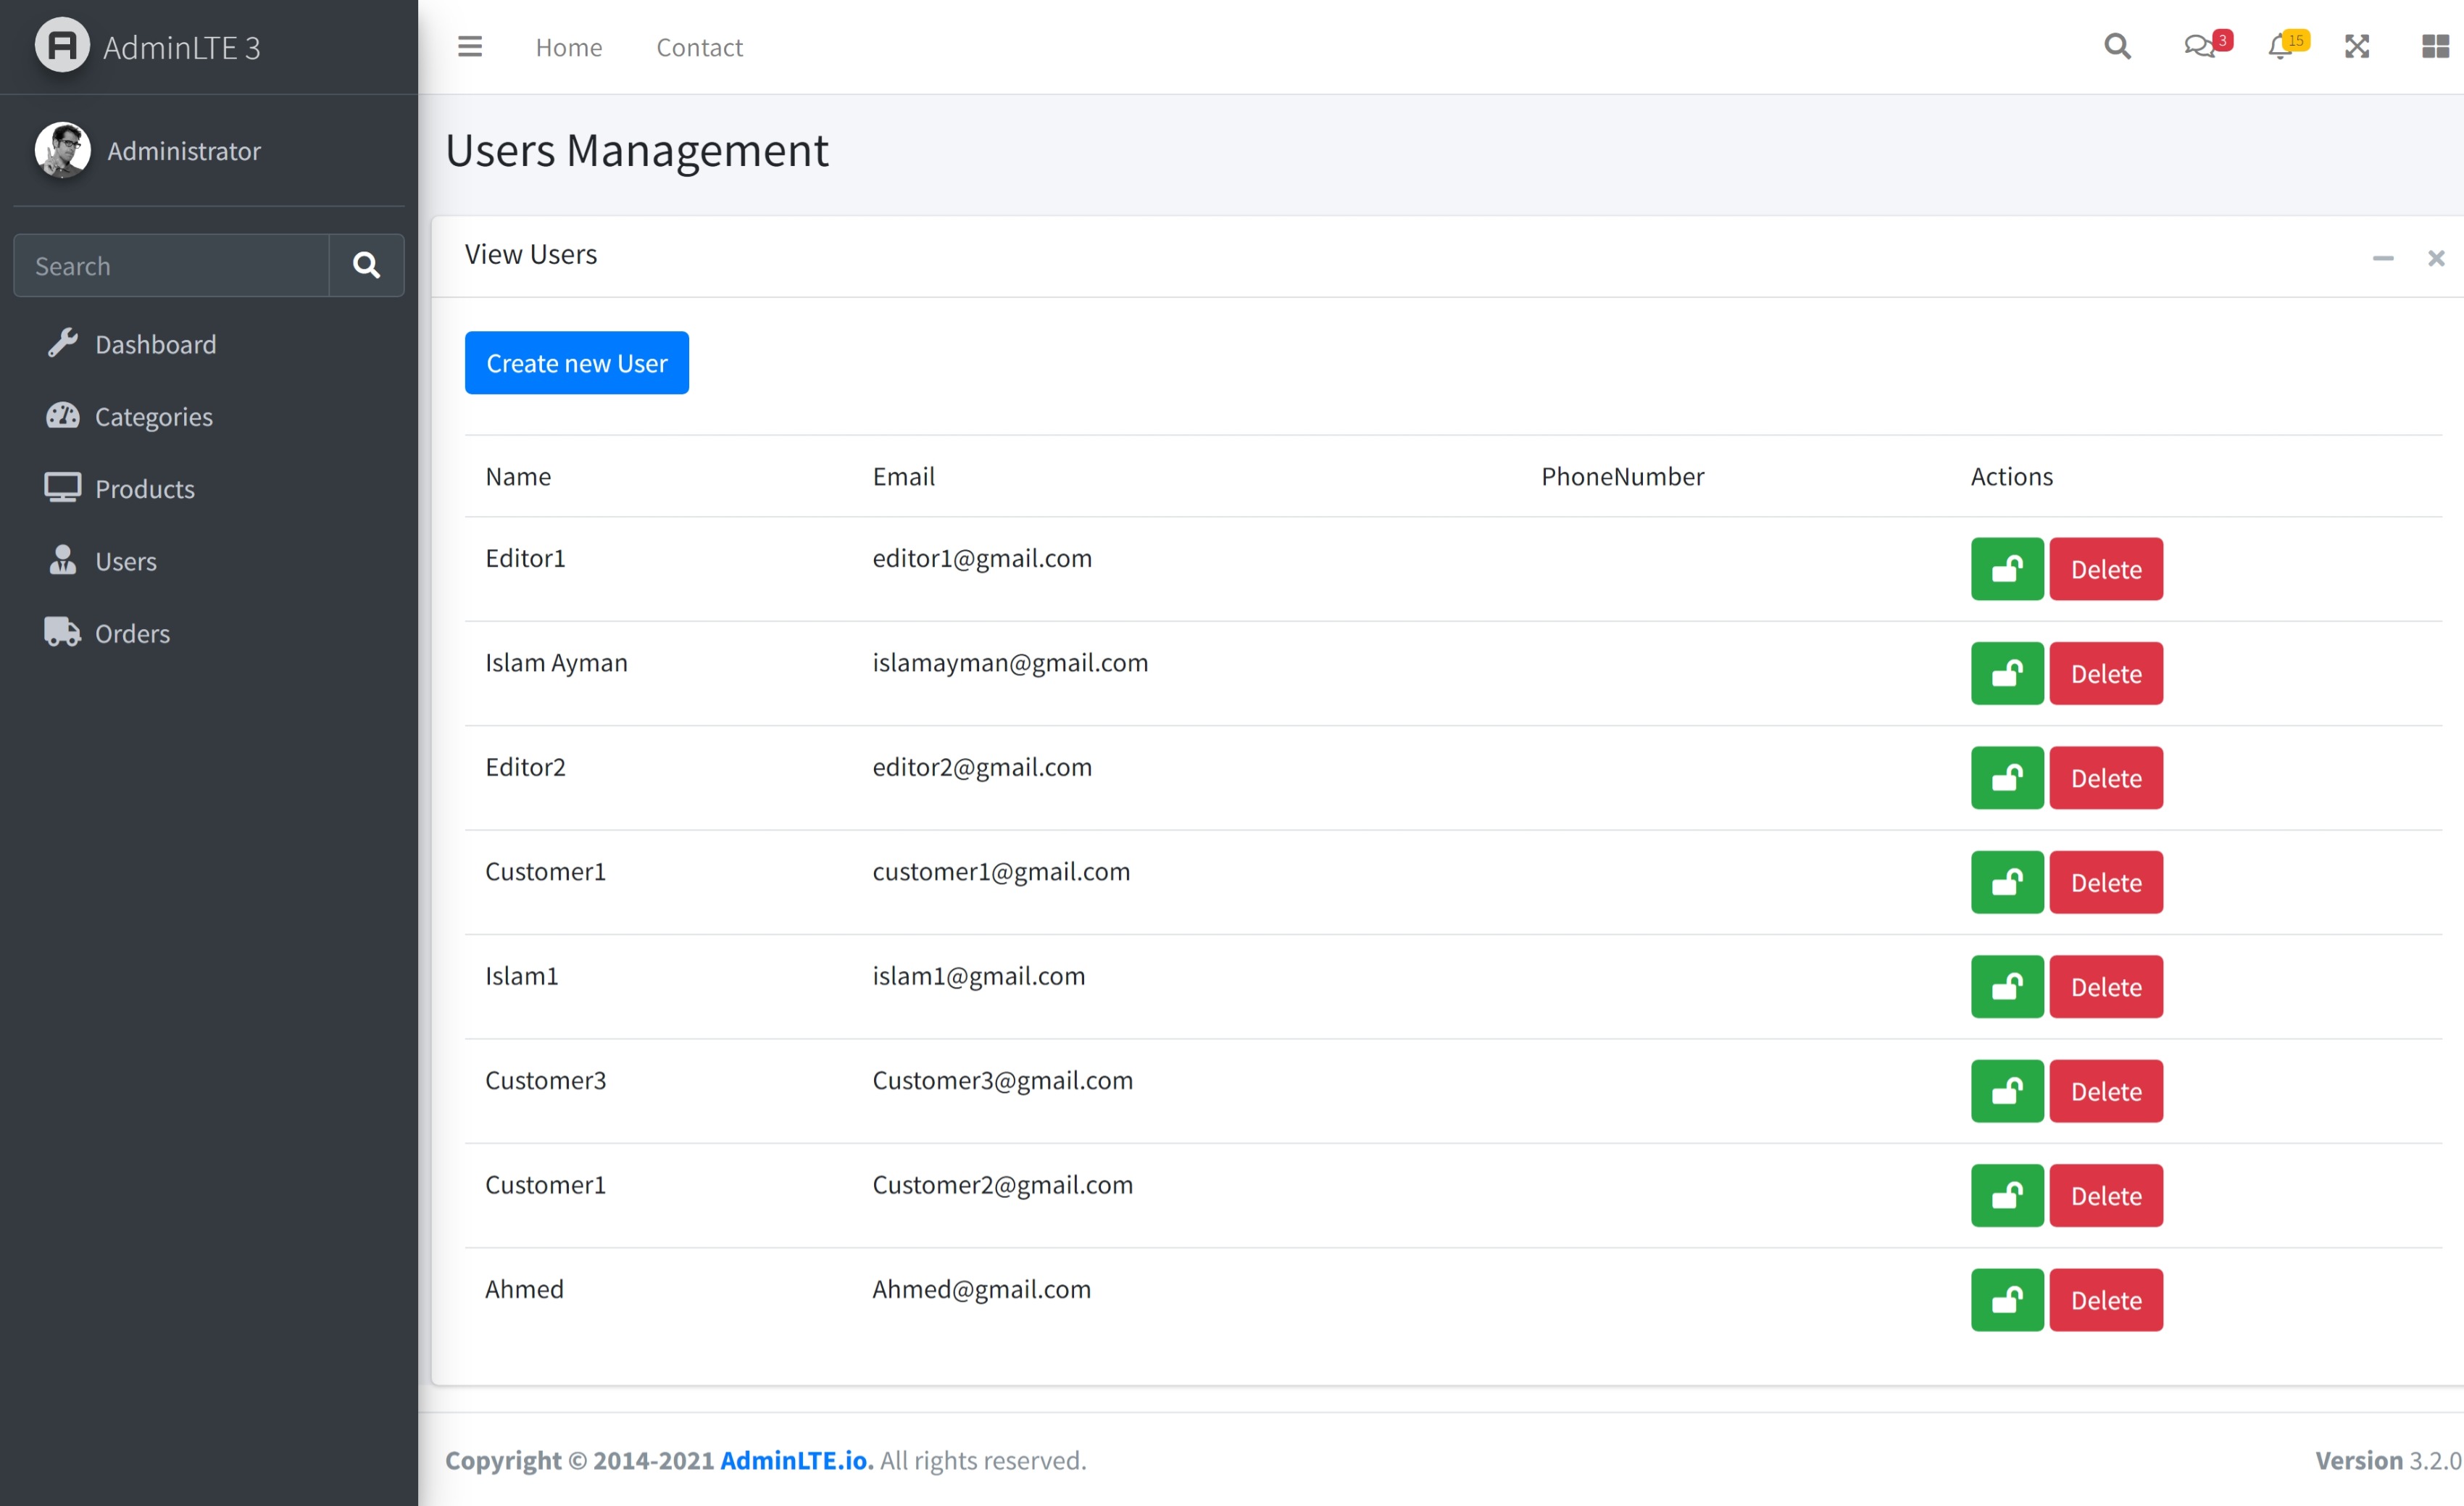 AdminLTE 3
Home Contact
3
15
Administrator
Users Management
Search
View Users
Dashboard
Create new User
Categories
Name Email PhoneNumber Actions
Products
Editor1 editor1@gmail.com Delete
Users
Orders
Islam Ayman islamayman@gmail.com Delete
Editor2 editor2@gmail.com Delete
Customer1 customer1@gmail.com Delete
Islam1 islam1@gmail.com Delete
Customer3 Customer3@gmail.com Delete
Customer1 Customer2@gmail.com Delete
Ahmed Ahmed@gmail.com Delete
Copyright © 2014-2021 AdminLTE.io. All rights reserved.
Version 3.2.0